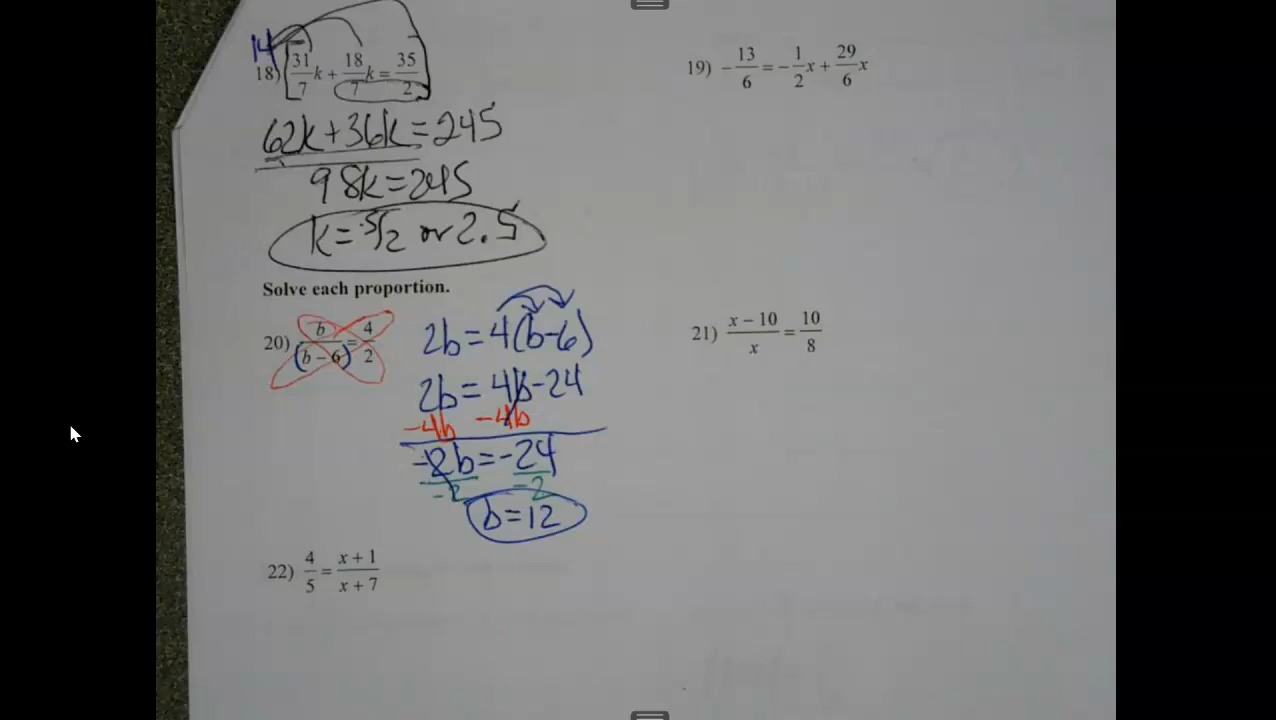 14
18) 31/7 k + 18/7 k = 35/2
62k+36k=245
98k=245
k=5/2 or 2.5
19) -13/6 = -1/2 x + 29/6 x
Solve each proportion.
20) b/(b - 6) = 4/2
2b=4(b-6)
2b=4b-24
-4b -4b
-2b=-24
-2 -2
b=12
21) x - 10/x = 10/8
22) 4/5 = x + 1/x + 7